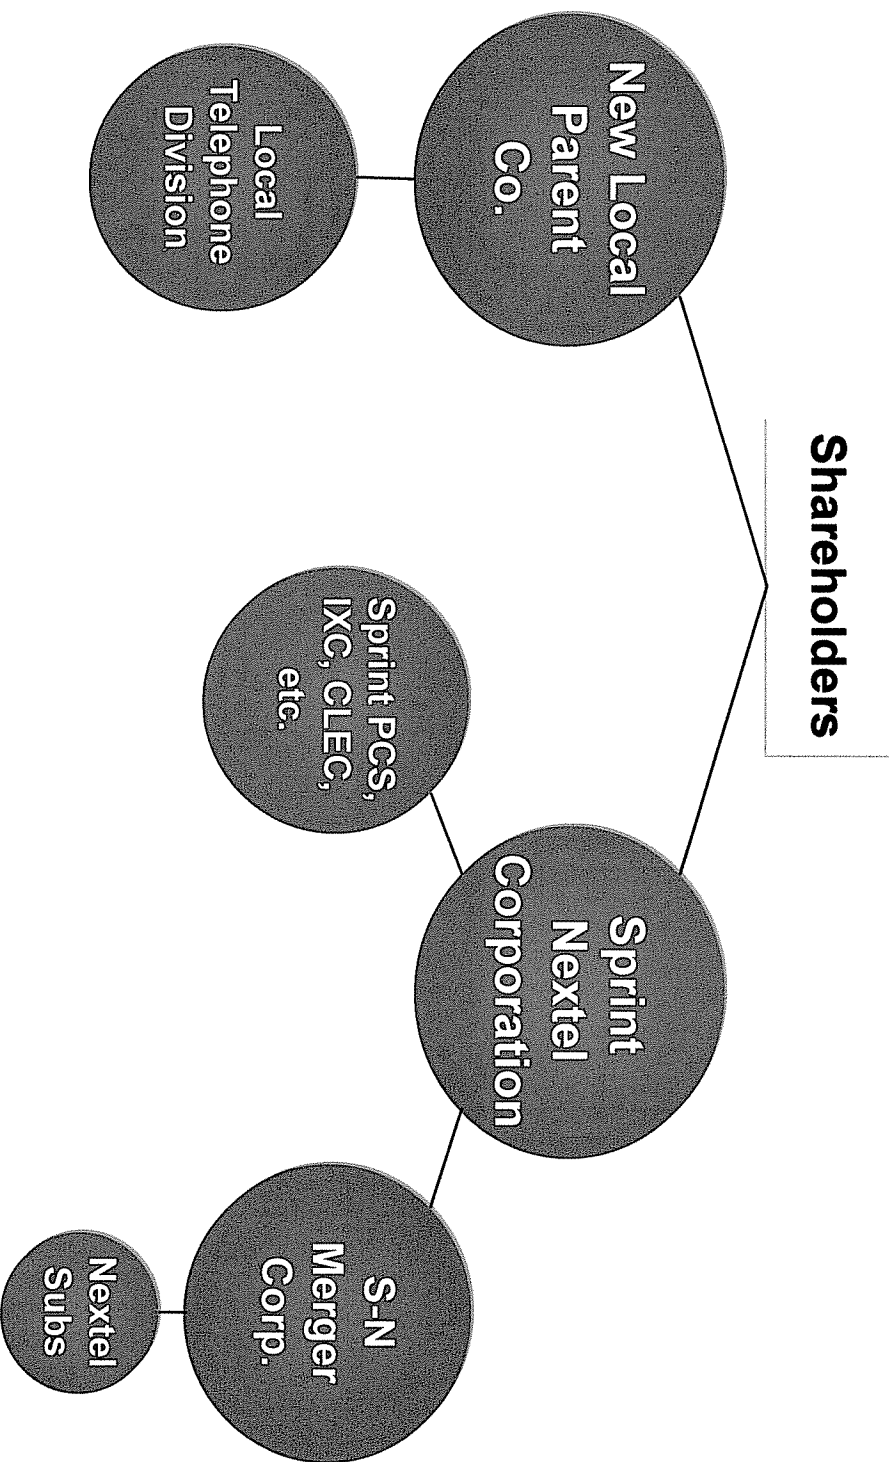 Shareholders
New Local
Parent
Co.
Sprint
Nextel
Corporation
Local
Telephone
Division
Sprint PCS,
IXC, CLEC,
etc.
S-N
Merger
Corp.
Nextel
Subs